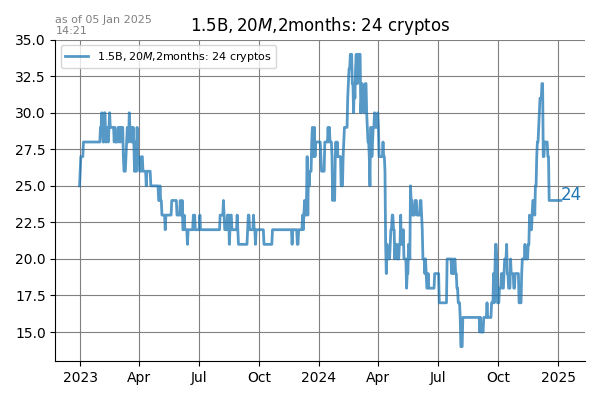 as of 05 Jan 2025
14:21
1.5B, 20M,2months: 24 cryptos
1.5B, 20M,2months: 24 cryptos
35.0
32.5
30.0
27.5
25.0
22.5
20.0
17.5
15.0
24
2023
Apr
Jul
Oct
2024
Apr
Jul
Oct
2025